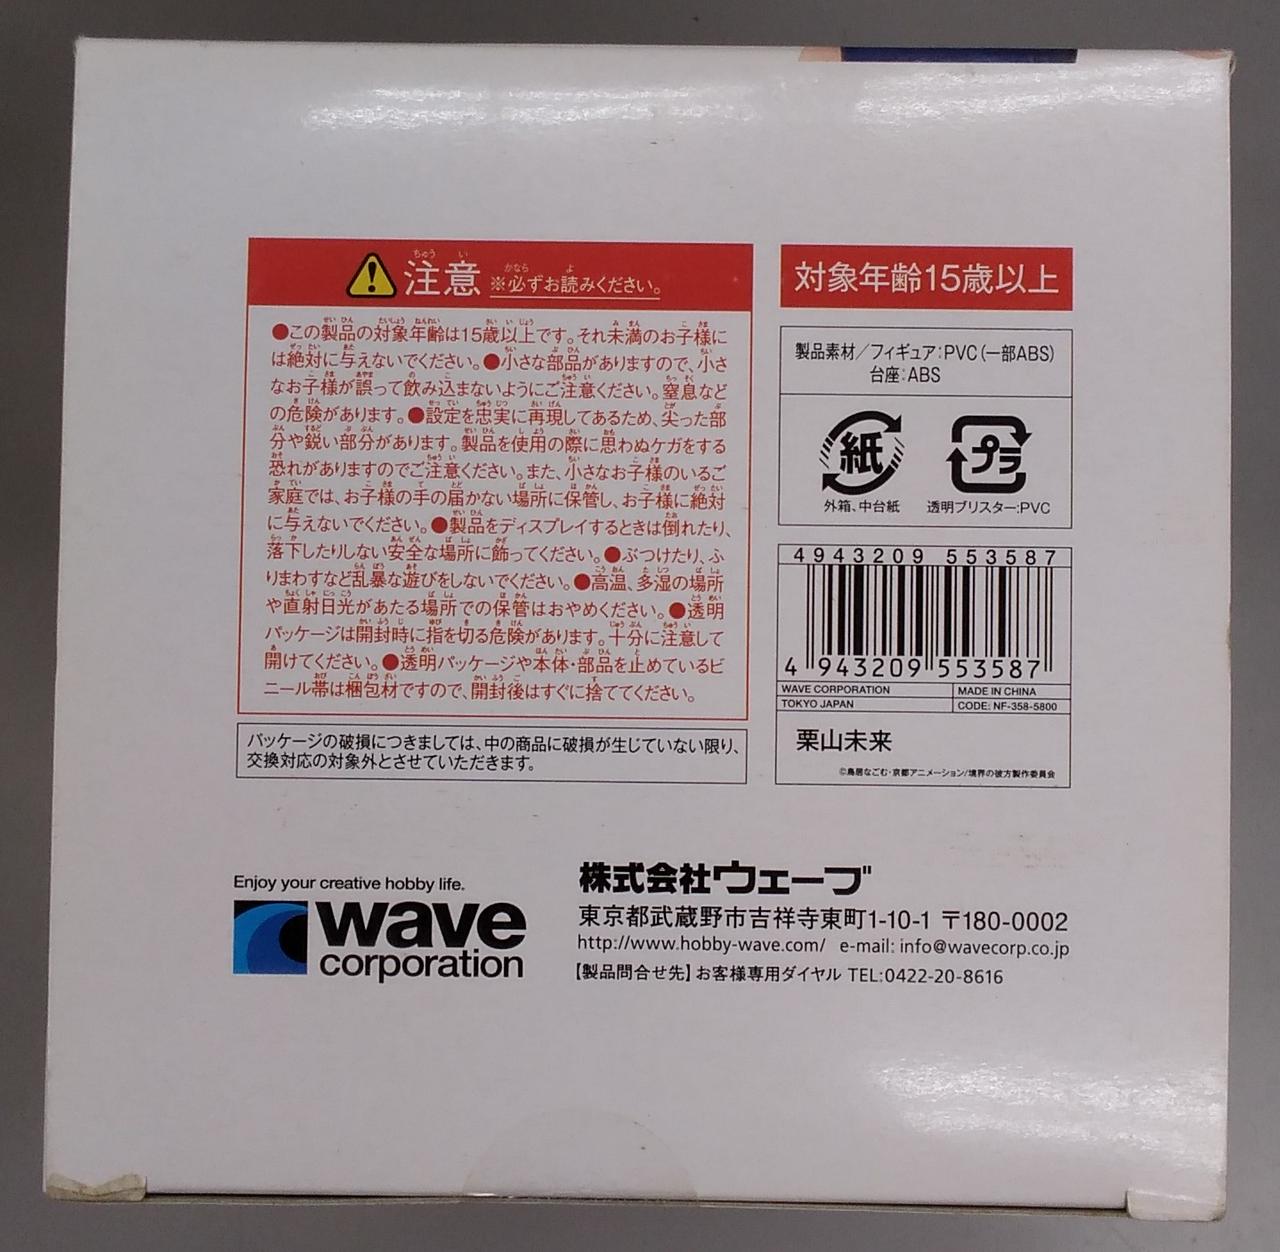 注意 ※必ずお読みください。
●この製品の対象年齢は15歳以上です。それ未満のお子様に
は絶対に与えないでください。●小さな部品がありますので、小さ
なお子様が誤って飲み込まないようにご注意ください。窒息など
の危険があります。●設定を忠実に再現してあるため、尖った部
分や鋭い部分があります。製品を使用の際に思わぬケガをする
恐れがありますのでご注意ください。また、小さなお子様のいるご
家庭では、お子様の手の届かない場所に保管し、お子様に絶対
に与えないでください。●製品をディスプレイするときは倒れたり、
落下したりしない安全な場所に飾ってください。●ぶつけたり、ふ
りまわすなど乱暴な遊びをしないでください。●高温、多湿の場所
や直射日光があたる場所での保管はおやめください。●透明
パッケージは開封時に指を切る危険があります。十分に注意して
開けてください。●透明パッケージや本体・部品を止めているビ
ニール帯は梱包材ですので、開封後はすぐに捨ててください。
パッケージの破損につきましては、中の商品に破損が生じていない限り、
交換対応の対象外とさせていただきます。
対象年齢15歳以上
製品素材/フィギュア:PVC(一部ABS)
台座:ABS
紙 プラ
外箱、中台紙 透明ブリスター:PVC
4943209 553587
4 943209 553587
WAVE CORPORATION MADE IN CHINA
TOKYO JAPAN CODE: NF-358-5800
栗山未来
©鳥居なごむ・京都アニメーション/境界の彼方製作委員会
Enjoy your creative hobby life.
wave
corporation
株式会社ウェーブ
東京都武蔵野市吉祥寺東町1-10-1 〒180-0002
http://www.hobby-wave.com/ e-mail: info@wavecorp.co.jp
【製品問合せ先】お客様専用ダイヤル TEL:0422-20-8616